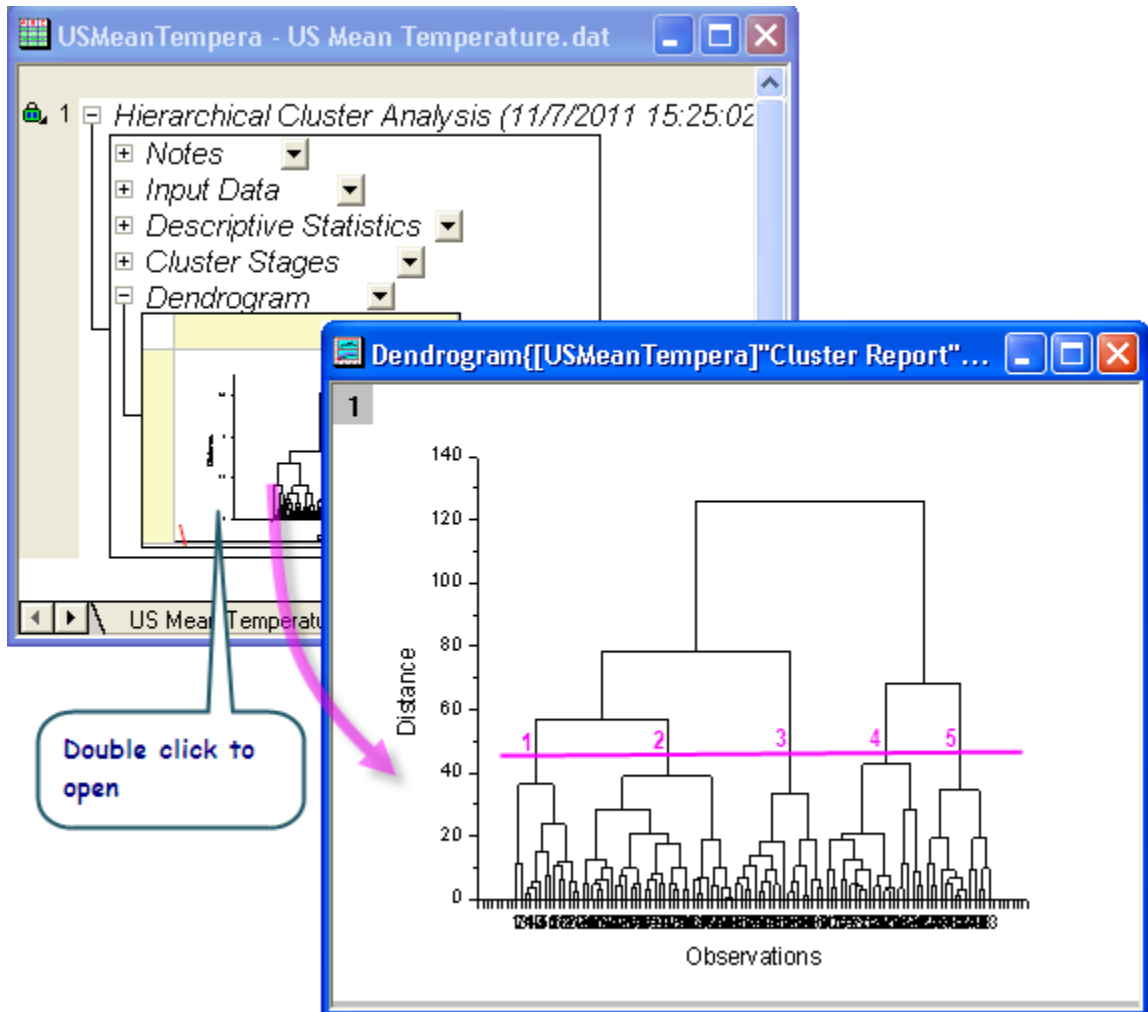 USMeanTempera - US Mean Temperature.dat
1 Hierarchical Cluster Analysis (11/7/2011 15:25:02
Notes
Input Data
Descriptive Statistics
Cluster Stages
Dendrogram
US Mean Temperatu
Double click to
open
Dendrogram{[USMeanTempera]"Cluster Report"...
1
140
120
100
80
60
40
20
0
Distance
1 2 3 4 5
Observations